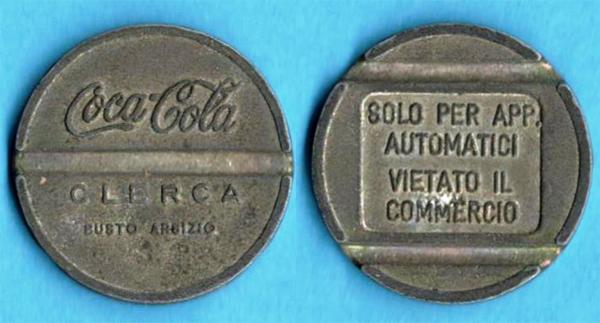 Coca-Cola
CLERCA
BUSTO ARSIZIO
SOLO PER APP.
AUTOMATICI
VIETATO IL
COMMERCIO